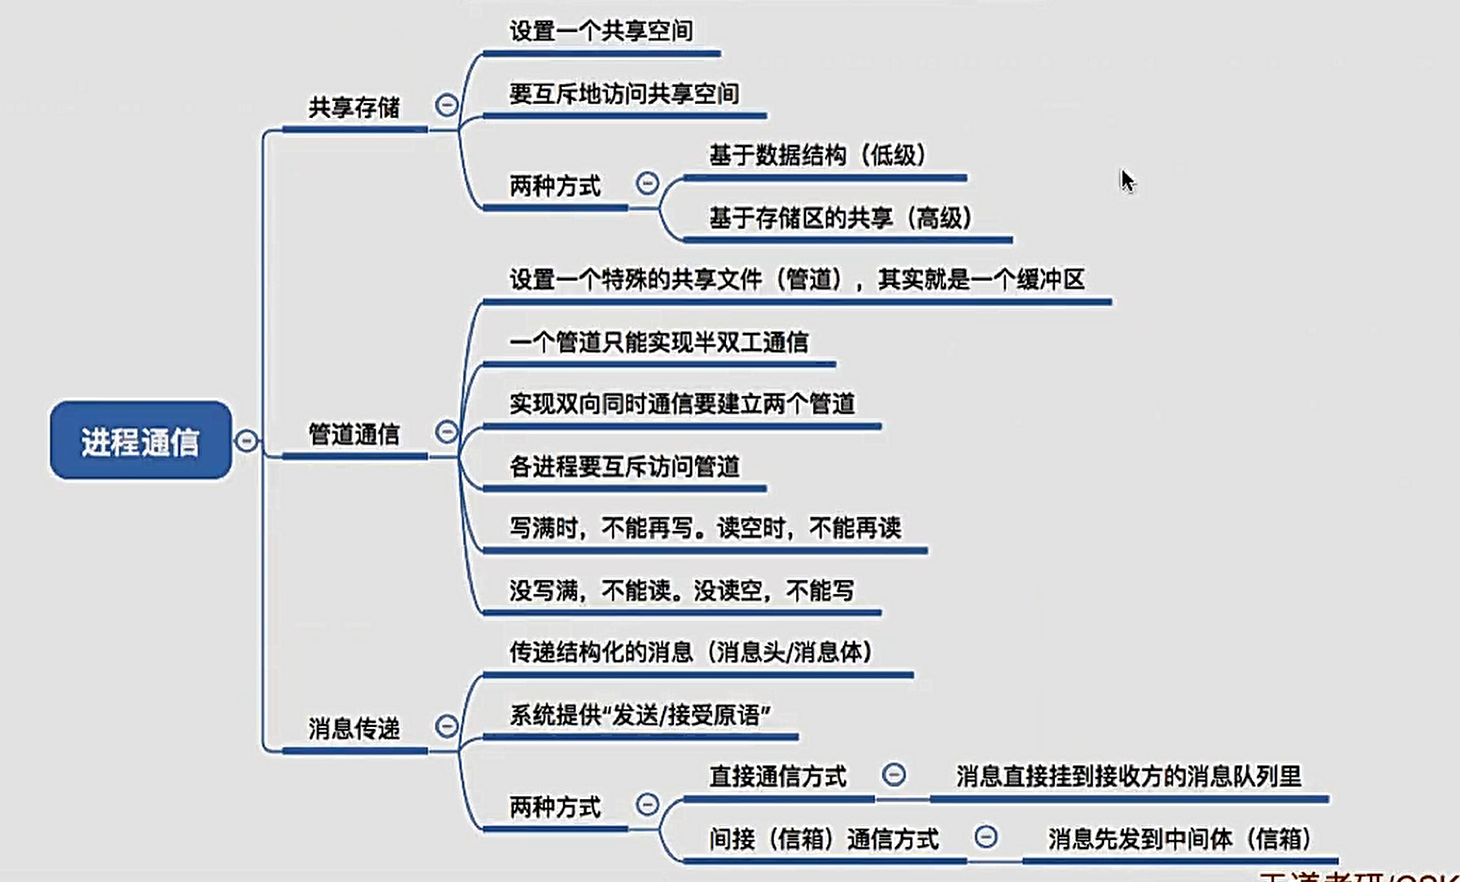 设置一个共享空间
要互斥地访问共享空间
共享存储
基于数据结构（低级）
两种方式
基于存储区的共享（高级）
设置一个特殊的共享文件（管道），其实就是一个缓冲区
一个管道只能实现半双工通信
实现双向同时通信要建立两个管道
管道通信
进程通信
各进程要互斥访问管道
写满时，不能再写。读空时，不能再读
没写满，不能读。没读空，不能写
传递结构化的消息（消息头/消息体）
系统提供“发送/接受原语”
消息传递
直接通信方式
消息直接挂到接收方的消息队列里
两种方式
间接（信箱）通信方式
消息先发到中间体（信箱）